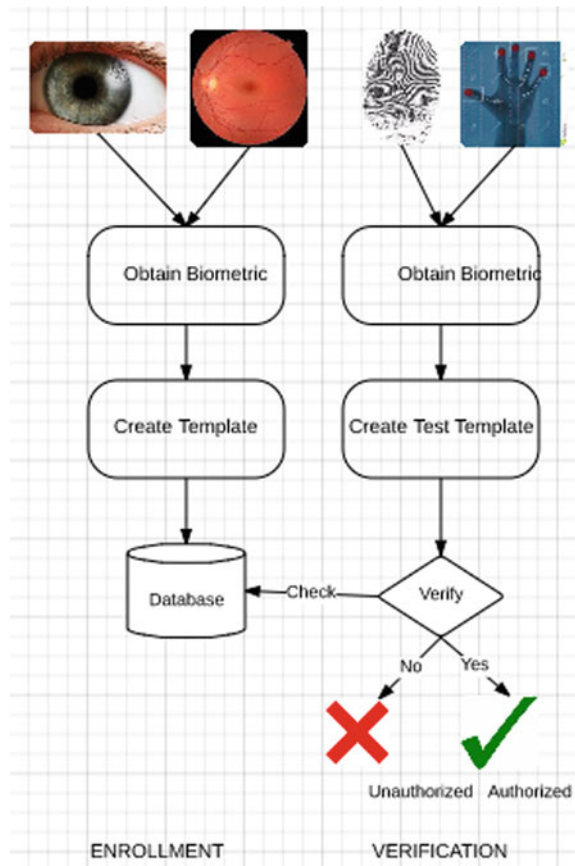 Obtain Biometric
Obtain Biometric
Create Template
Create Test Template
Database
Check
Verify
No
Yes
Unauthorized
Authorized
ENROLLMENT
VERIFICATION